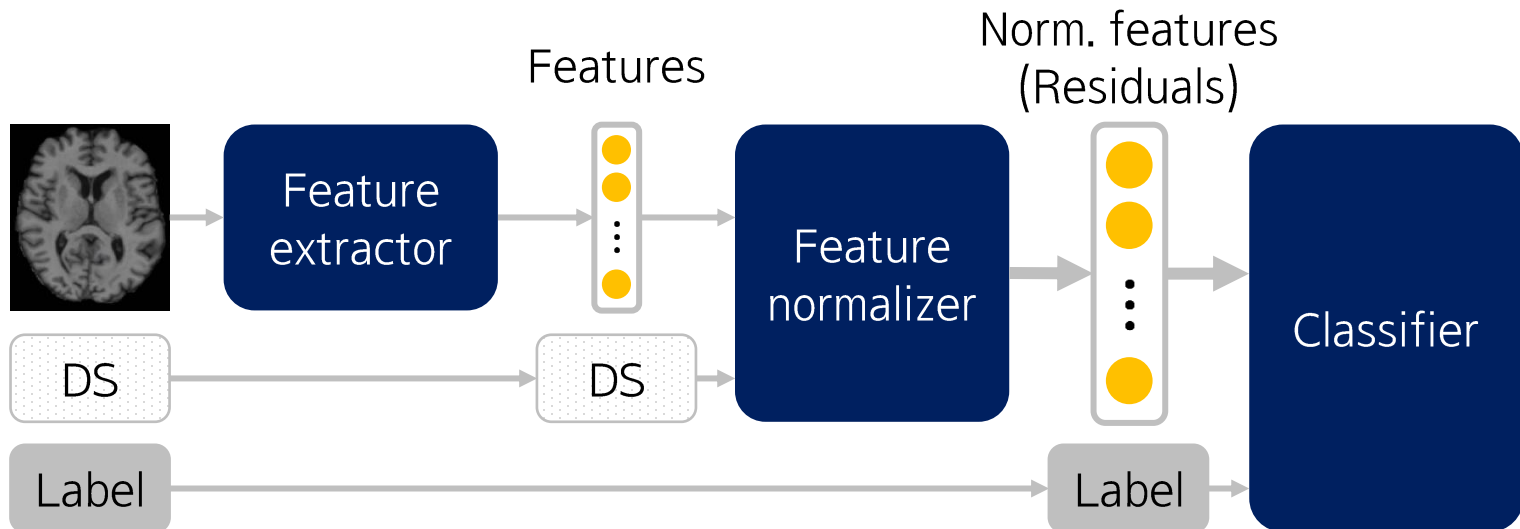 Features
Norm. features
(Residuals)
Feature
extractor
Feature
normalizer
Classifier
DS
DS
Label
Label